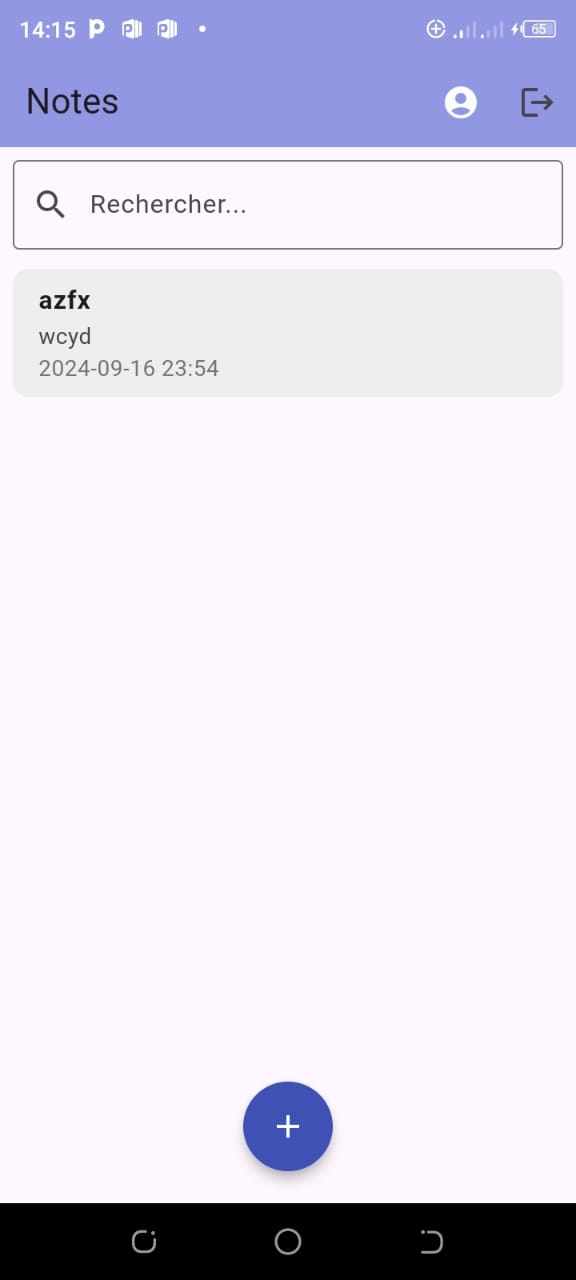 14:15
65
Notes
Rechercher...
azfx
wcyd
2024-09-16 23:54